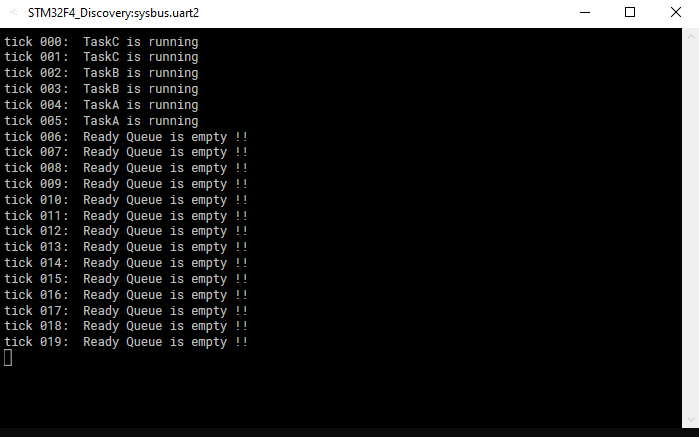 STM32F4_Discovery:sysbus.uart2
tick 000:  TaskC is running
tick 001:  TaskC is running
tick 002:  TaskB is running
tick 003:  TaskB is running
tick 004:  TaskA is running
tick 005:  TaskA is running
tick 006:  Ready Queue is empty !!
tick 007:  Ready Queue is empty !!
tick 008:  Ready Queue is empty !!
tick 009:  Ready Queue is empty !!
tick 010:  Ready Queue is empty !!
tick 011:  Ready Queue is empty !!
tick 012:  Ready Queue is empty !!
tick 013:  Ready Queue is empty !!
tick 014:  Ready Queue is empty !!
tick 015:  Ready Queue is empty !!
tick 016:  Ready Queue is empty !!
tick 017:  Ready Queue is empty !!
tick 018:  Ready Queue is empty !!
tick 019:  Ready Queue is empty !!